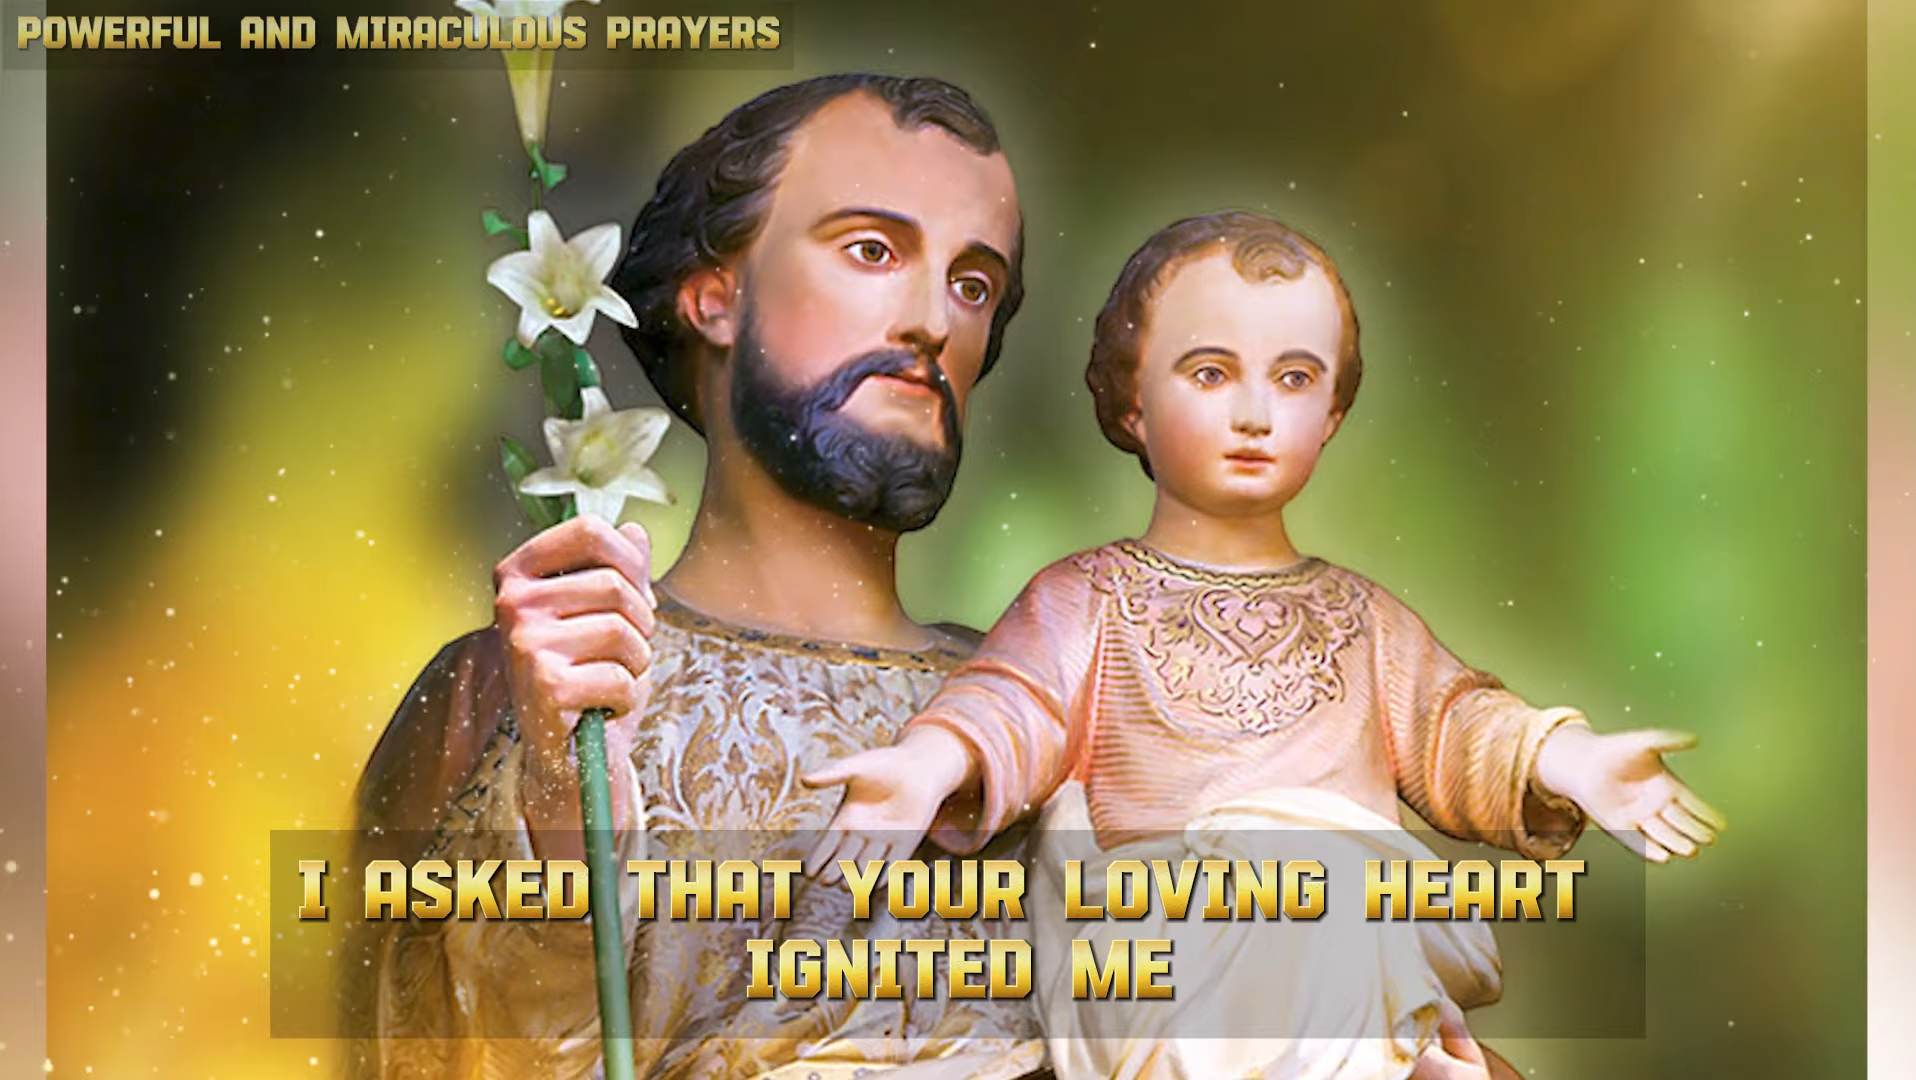 POWERFUL AND MIRACULOUS PRAYERS
I ASKED THAT YOUR LOVING HEART
IGNITED ME